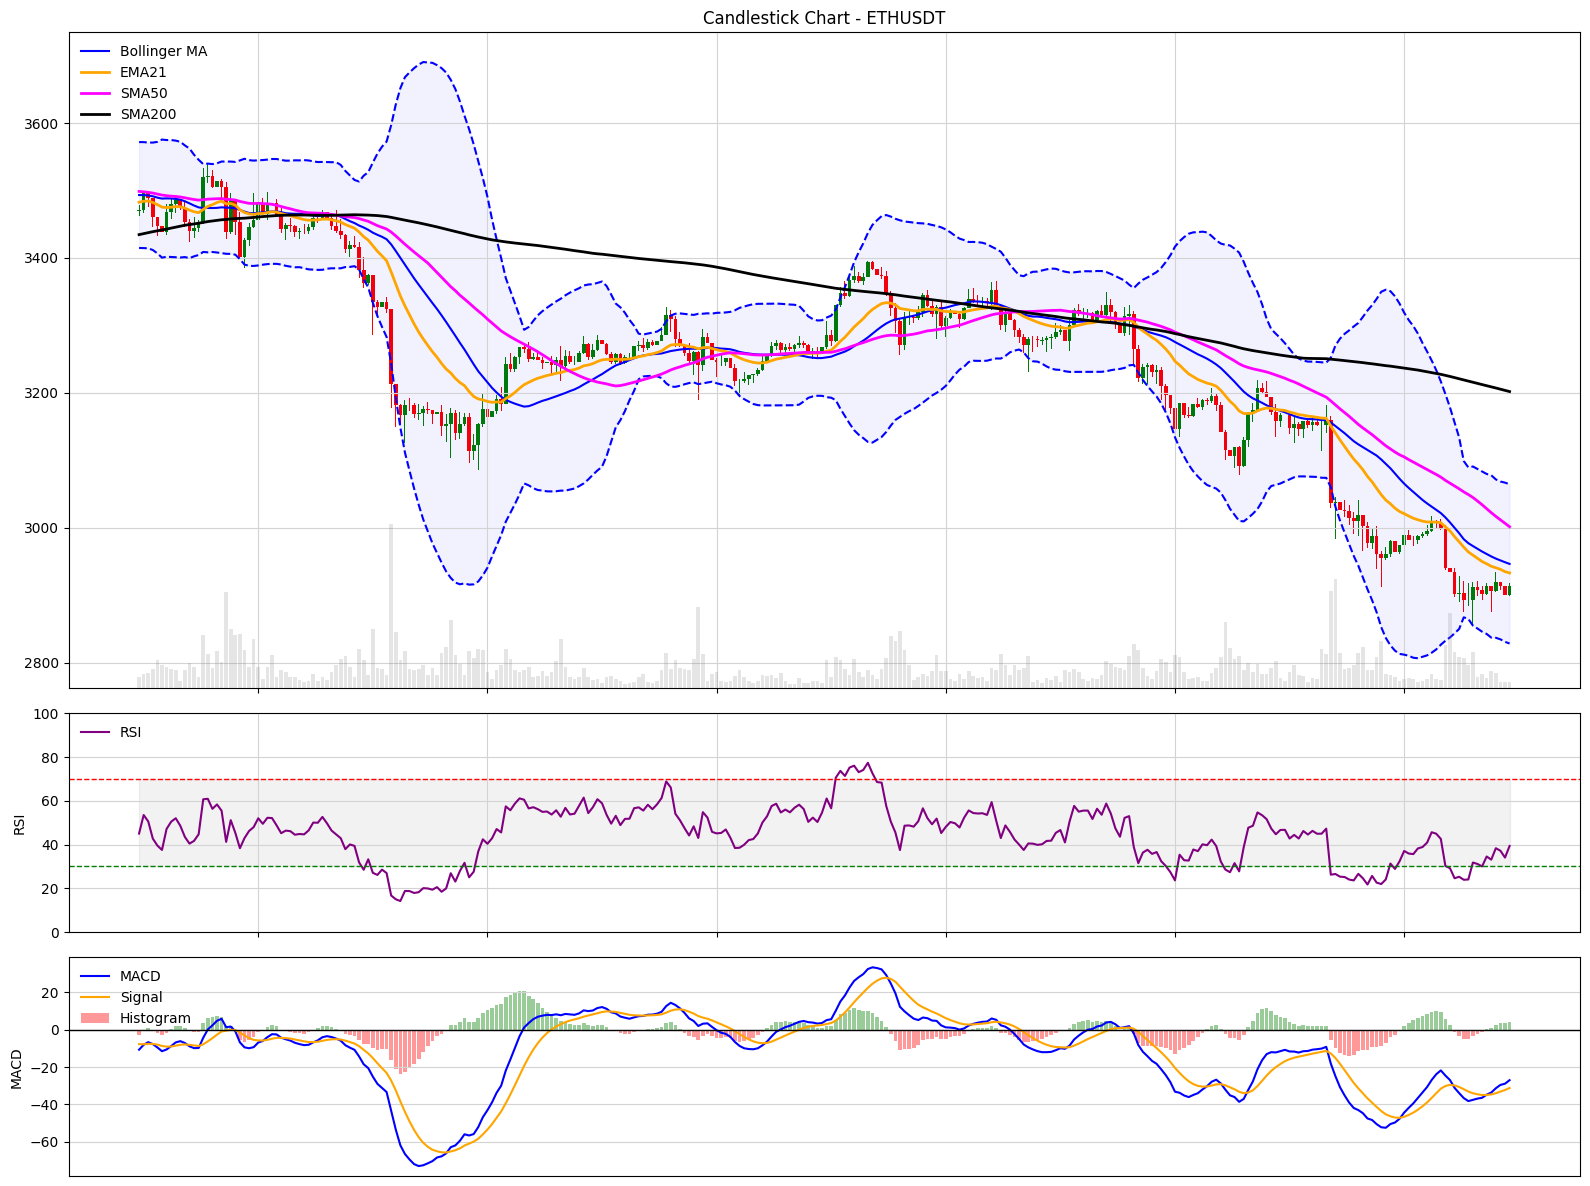 Candlestick Chart - ETHUSDT
Bollinger MA
EMA21
SMA50
SMA200
3600
3400
3200
3000
2800
100
RSI
80
60
RSI
40
20
0
MACD
20
Signal
Histogram
0
MACD
−20
−40
−60